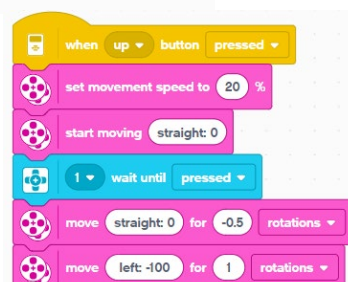 when up button pressed
set movement speed to 20 %
start moving straight: 0
1 wait until pressed
move straight: 0 for -0.5 rotations
move left: -100 for 1 rotations